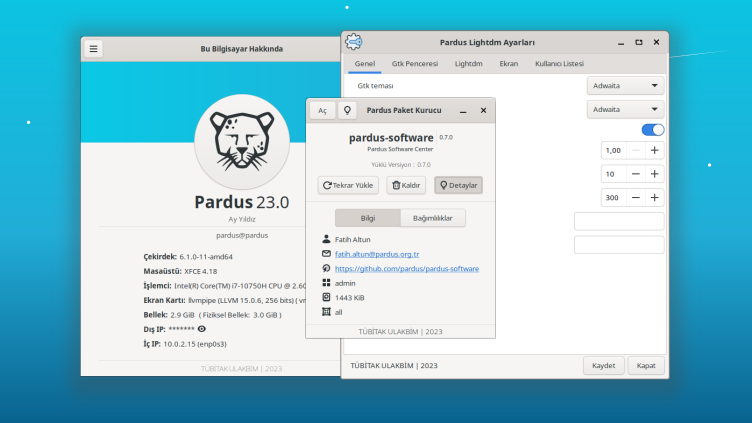 Bu Bilgisayar Hakkında
Pardus 23.0
Ay Yıldız
pardus@pardus
Çekirdek: 6.1.0-11-amd64
Masaüstü: XFCE 4.18
İşlemci: Intel(R) Core(TM) i7-10750H CPU @ 2.60
Ekran Kartı: llvmpipe (LLVM 15.0.6, 256 bits) ( vm
Bellek: 2.9 GiB ( Fiziksel Bellek: 3.0 GiB )
Dış IP: *******
İç IP: 10.0.2.15 (enp0s3)
TÜBİTAK ULAKBİM | 2023
Pardus Paket Kurucu
Aç
pardus-software 0.7.0
Pardus Software Center
Yüklü Versiyon : 0.7.0
Tekrar Yükle
Kaldır
Detaylar
Bilgi
Bağımlılıklar
Fatih Altun
fatih.altun@pardus.org.tr
https://github.com/pardus/pardus-software
admin
1443 KiB
all
TÜBİTAK ULAKBİM | 2023
Pardus Lightdm Ayarları
Genel
Gtk Penceresi
Lightdm
Ekran
Kullanıcı Listesi
Gtk teması
Adwaita
Adwaita
1,00
10
300
TÜBİTAK ULAKBİM | 2023
Kaydet
Kapat